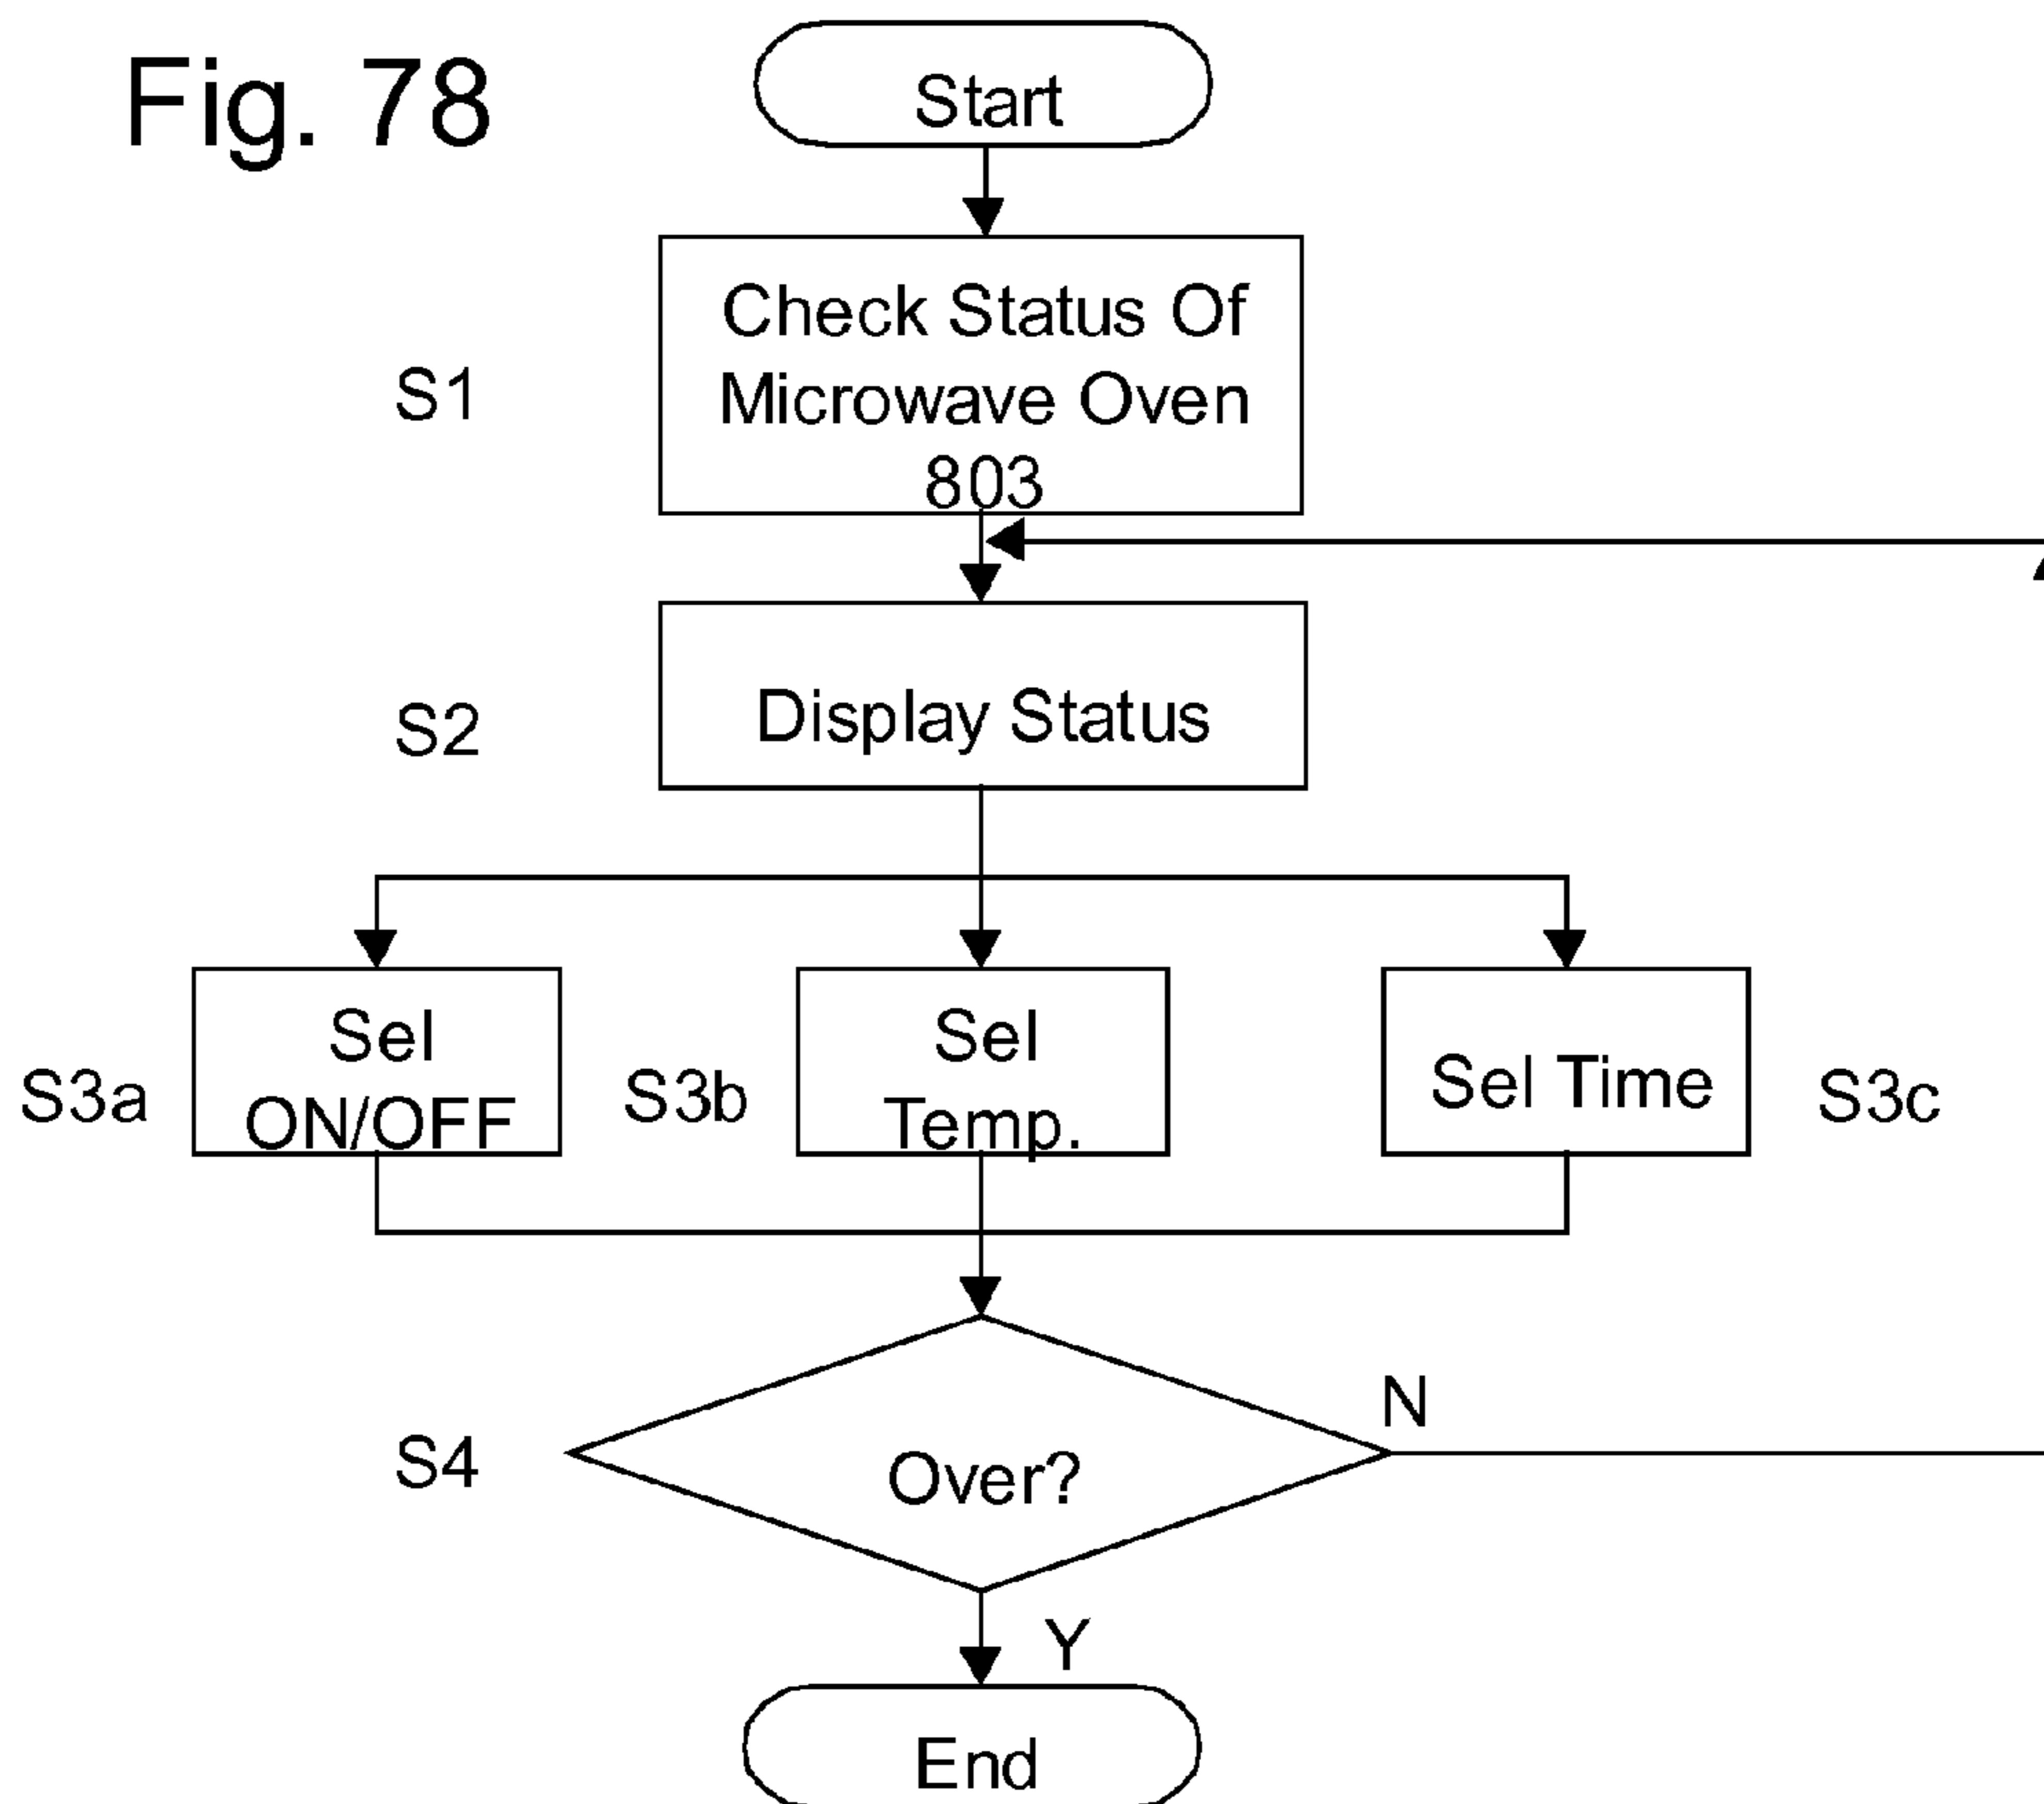 Fig. 78
Start
S1
Check Status Of
Microwave Oven
803
S2
Display Status
S3a
Sel
ON/OFF
S3b
Sel
Temp.
Sel Time
S3c
S4
Over?
N
Y
End